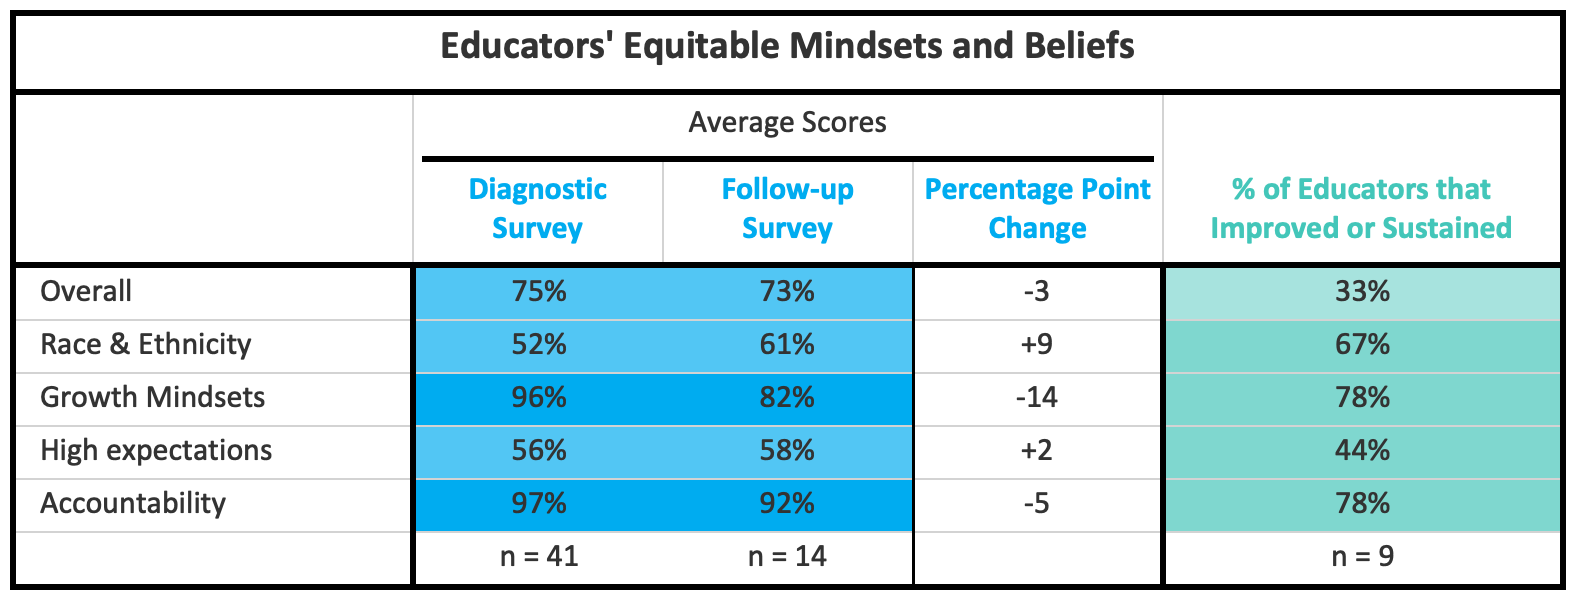 Educators' Equitable Mindsets and Beliefs
Average Scores
Diagnostic Survey Follow-up Survey Percentage Point Change % of Educators that Improved or Sustained
Overall 75% 73% -3 33%
Race & Ethnicity 52% 61% +9 67%
Growth Mindsets 96% 82% -14 78%
High expectations 56% 58% +2 44%
Accountability 97% 92% -5 78%
n = 41 n = 14 n = 9